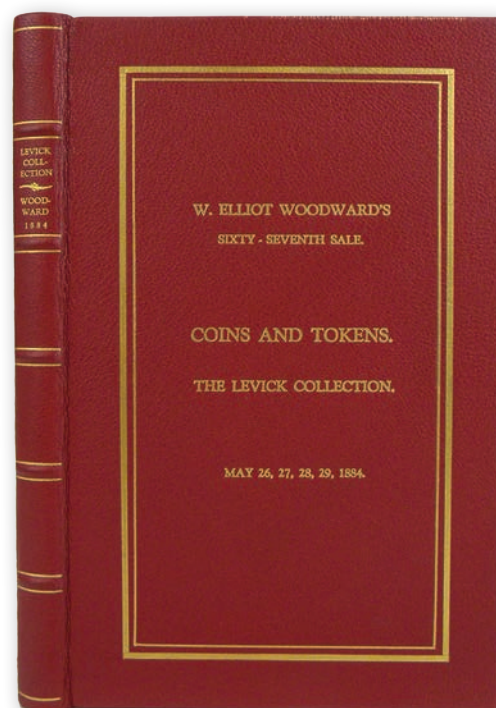 LEVICK
COLL-
ECTION
WOOD-
WARD
1884
W. ELLIOT WOODWARD'S
SIXTY - SEVENTH SALE.
COINS AND TOKENS.
THE LEVICK COLLECTION.
MAY 26, 27, 28, 29, 1884.